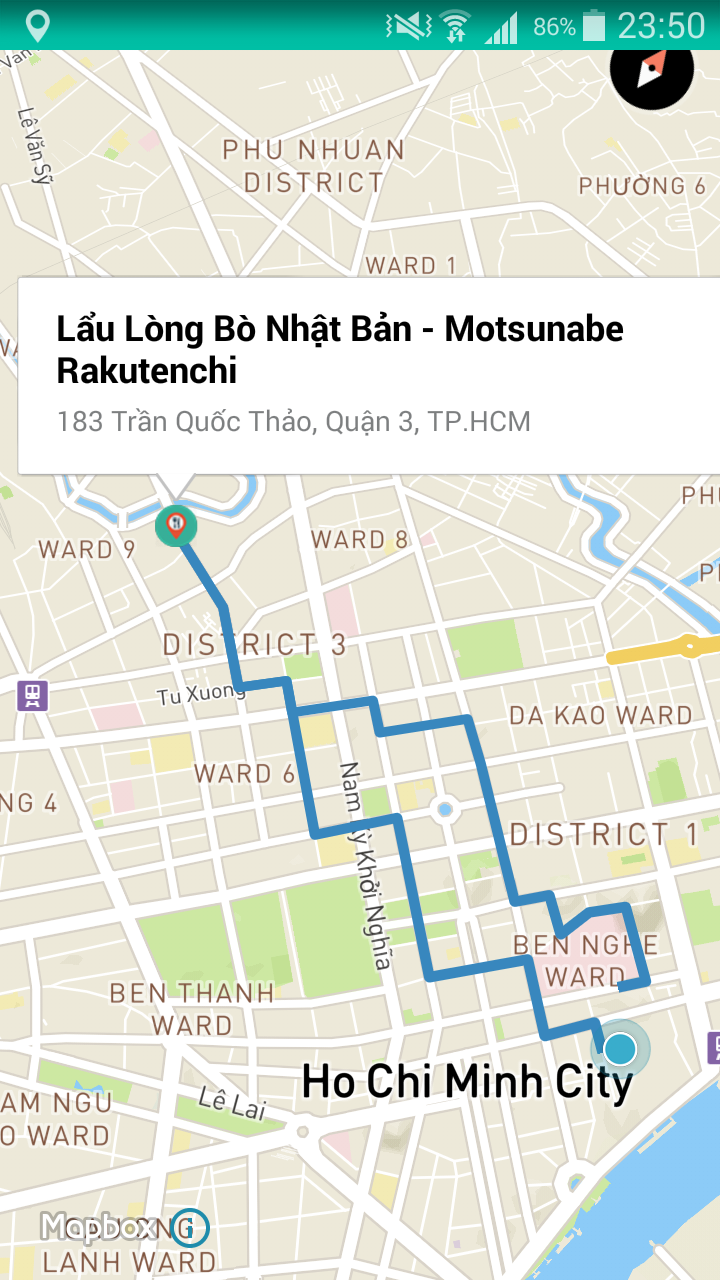 86% 23:50
Lê Văn Sỹ
PHU NHUAN
DISTRICT
PHƯỜNG 6
WARD 1
Lẩu Lòng Bò Nhật Bản - Motsunabe
Rakutenchi
183 Trần Quốc Thảo, Quận 3, TP.HCM
WARD 9
WARD 8
DISTRICT 3
Tu Xuong
DA KAO WARD
WARD 6
NG 4
Nam Kỳ Khởi Nghĩa
DISTRICT 1
BEN NGHE
WARD
BEN THANH
WARD
Ho Chi Minh City
AM NGU
O WARD
Lê Lai
Mapbox
LANH WARD